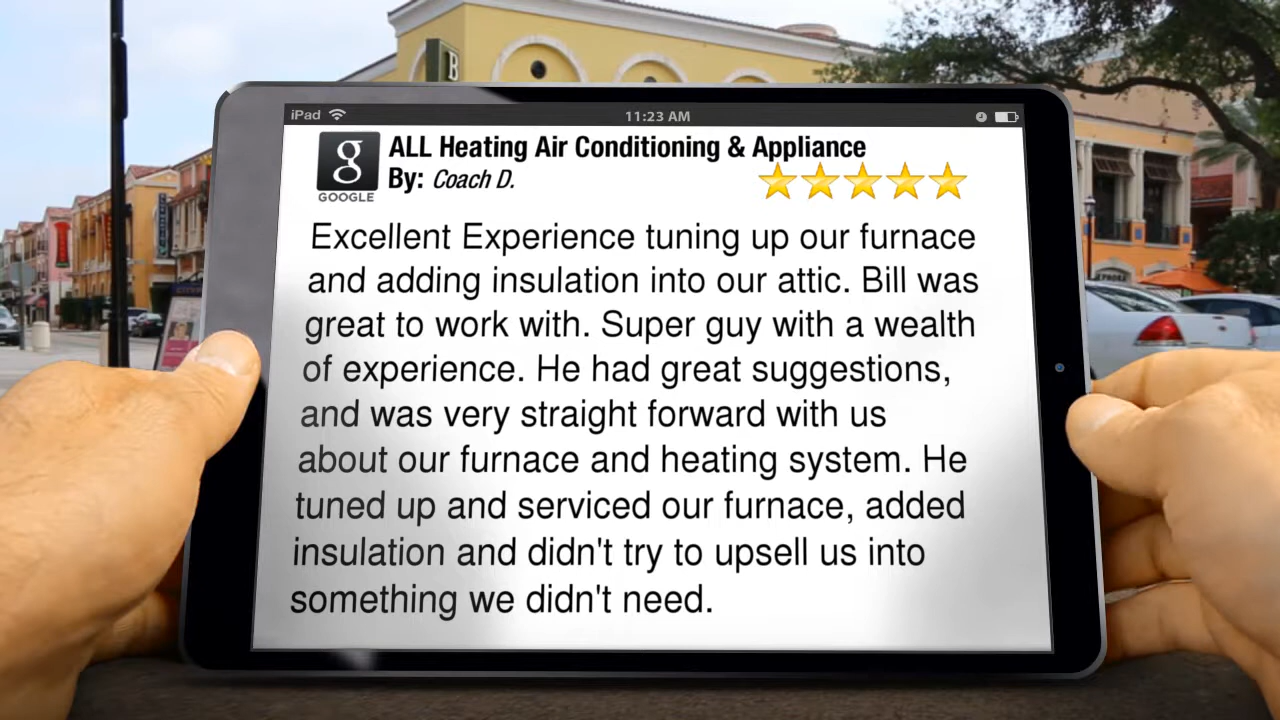 B
iPad 11:23 AM
g
GOOGLE
ALL Heating Air Conditioning & Appliance
By: Coach D.
Excellent Experience tuning up our furnace
and adding insulation into our attic. Bill was
great to work with. Super guy with a wealth
of experience. He had great suggestions,
and was very straight forward with us
about our furnace and heating system. He
tuned up and serviced our furnace, added
insulation and didn't try to upsell us into
something we didn't need.